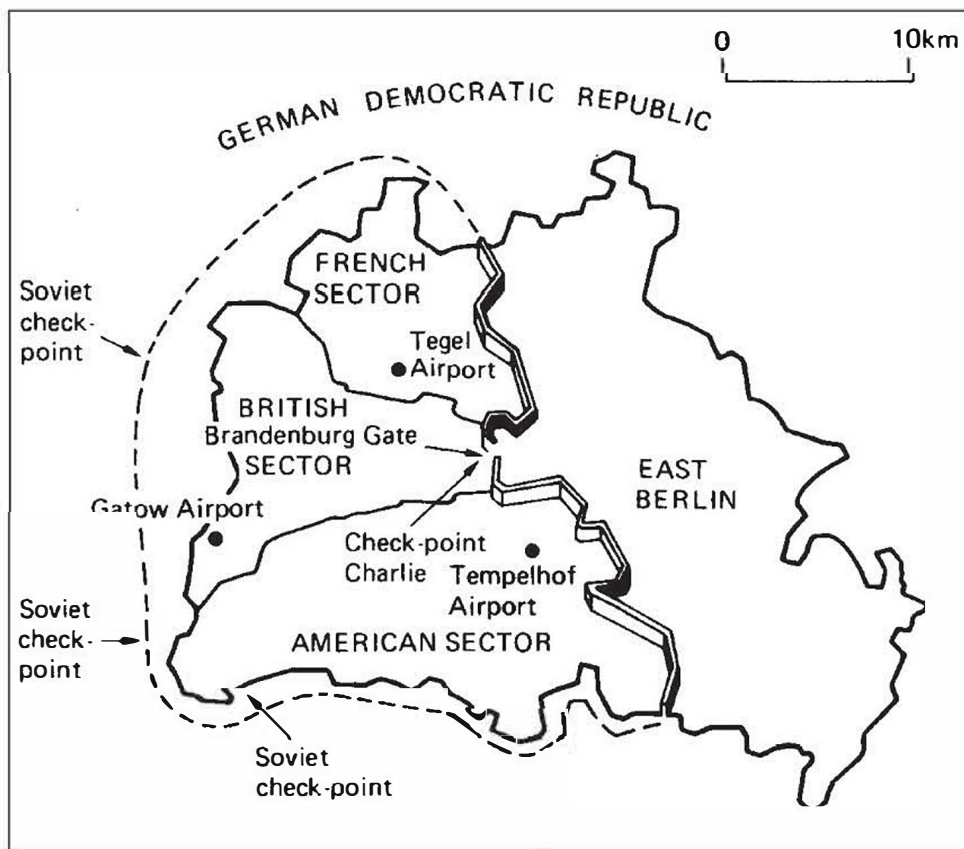 0 10km
GERMAN DEMOCRATIC REPUBLIC
FRENCH
SECTOR
Soviet
check-
point
Tegel
Airport
BRITISH
Brandenburg Gate
SECTOR
EAST
BERLIN
Gatow Airport
Check-point
Charlie
Tempelhof
Airport
Soviet
check-
point
AMERICAN SECTOR
Soviet
check-point